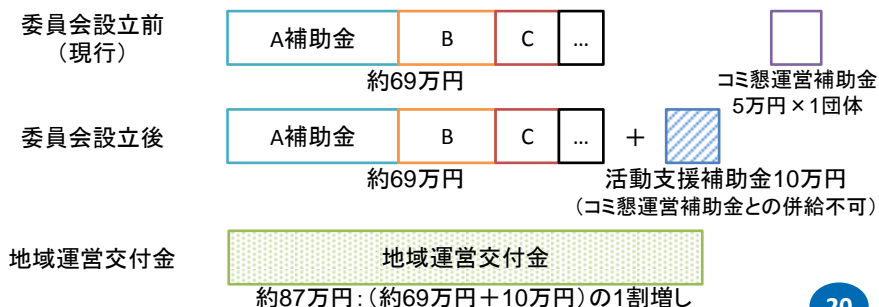 委員会設立前
（現行）
A補助金 B C …
約69万円
コミ懇運営補助金
5万円×1団体
委員会設立後
A補助金 B C … ＋
約69万円
活動支援補助金10万円
（コミ懇運営補助金との併給不可）
地域運営交付金
地域運営交付金
約87万円：（約69万円＋10万円）の1割増し
20